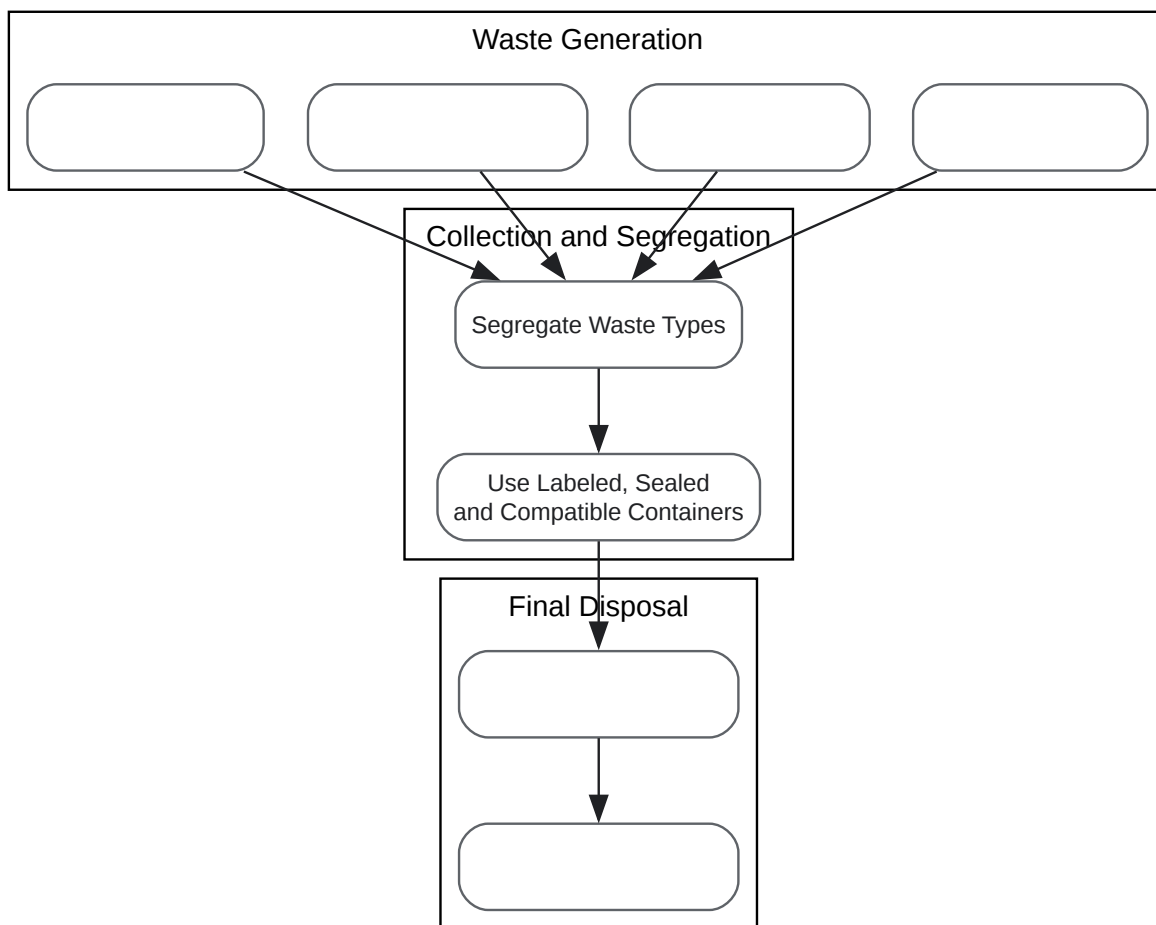 Waste Generation
Collection and Segregation
Segregate Waste Types
Use Labeled, Sealed
and Compatible Containers
Final Disposal